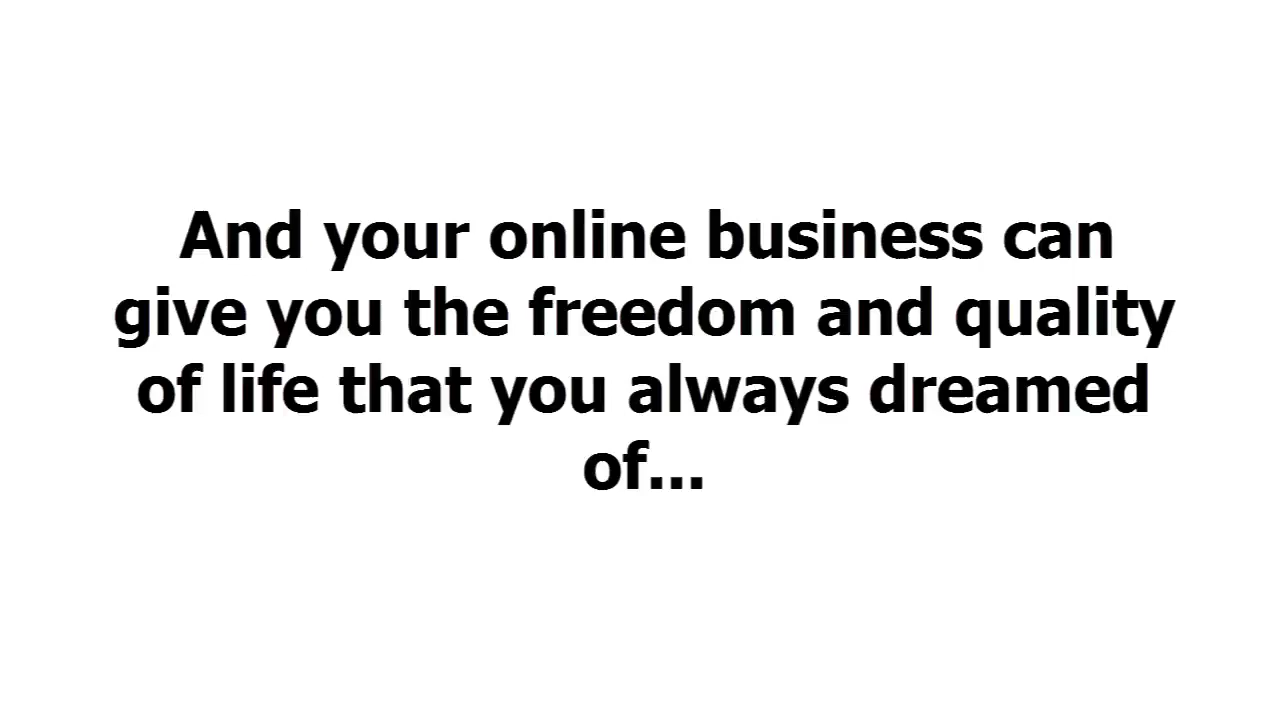 And your online business can
give you the freedom and quality
of life that you always dreamed
of...